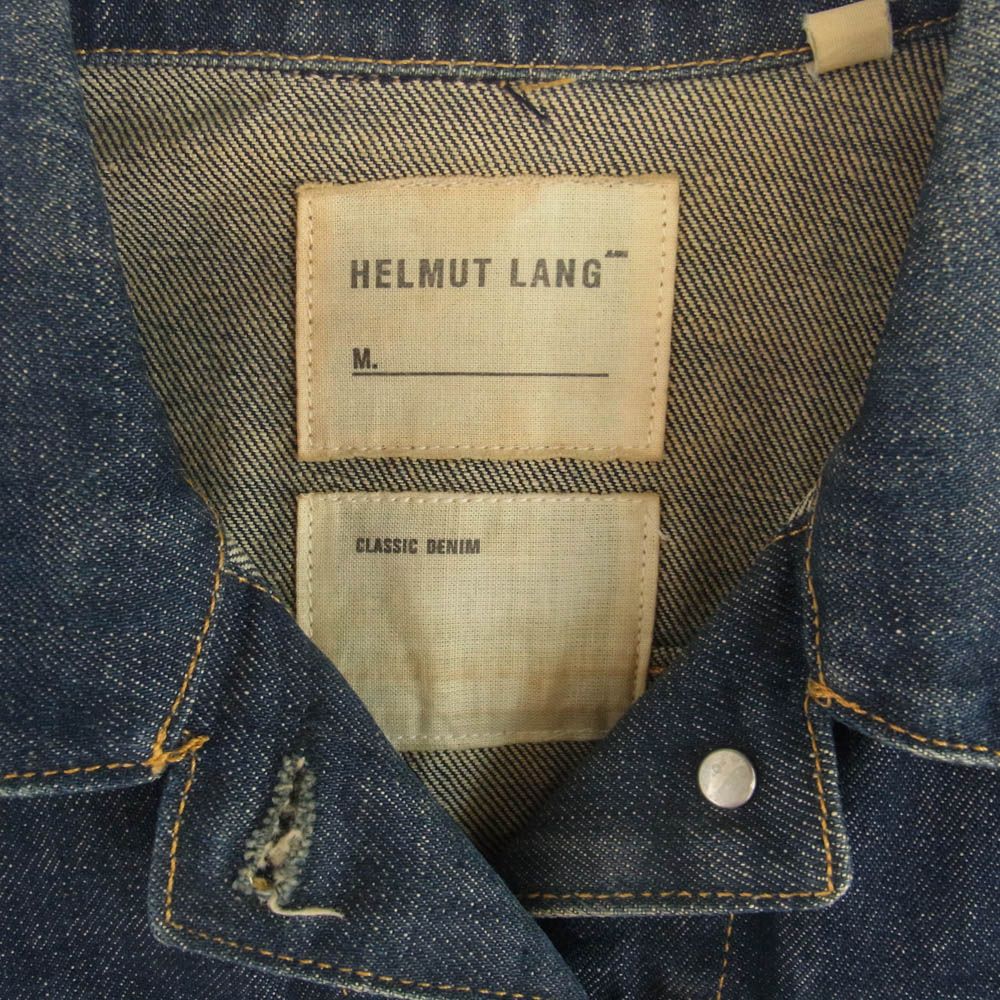 HELMUT LANG
M.
CLASSIC DENIM